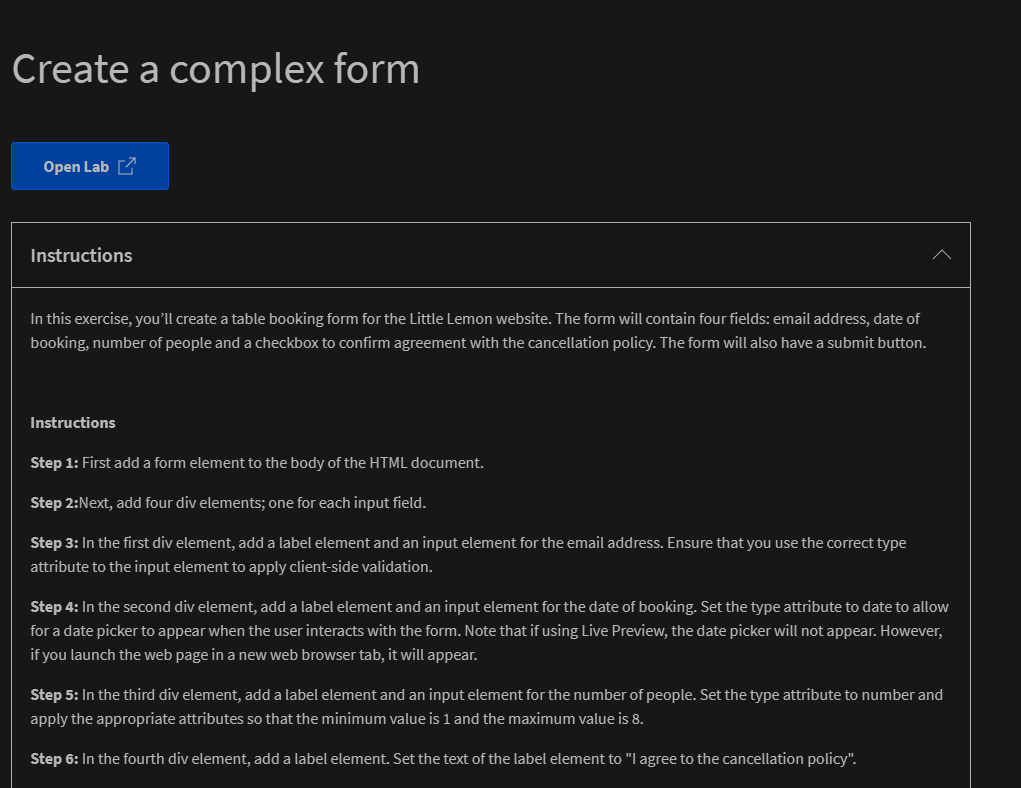 Create a complex form
Open Lab
Instructions
In this exercise, you’ll create a table booking form for the Little Lemon website. The form will contain four fields: email address, date of
booking, number of people and a checkbox to confirm agreement with the cancellation policy. The form will also have a submit button.
Instructions
Step 1: First add a form element to the body of the HTML document.
Step 2:Next, add four div elements; one for each input field.
Step 3: In the first div element, add a label element and an input element for the email address. Ensure that you use the correct type
attribute to the input element to apply client-side validation.
Step 4: In the second div element, add a label element and an input element for the date of booking. Set the type attribute to date to allow
for a date picker to appear when the user interacts with the form. Note that if using Live Preview, the date picker will not appear. However,
if you launch the web page in a new web browser tab, it will appear.
Step 5: In the third div element, add a label element and an input element for the number of people. Set the type attribute to number and
apply the appropriate attributes so that the minimum value is 1 and the maximum value is 8.
Step 6: In the fourth div element, add a label element. Set the text of the label element to "I agree to the cancellation policy".